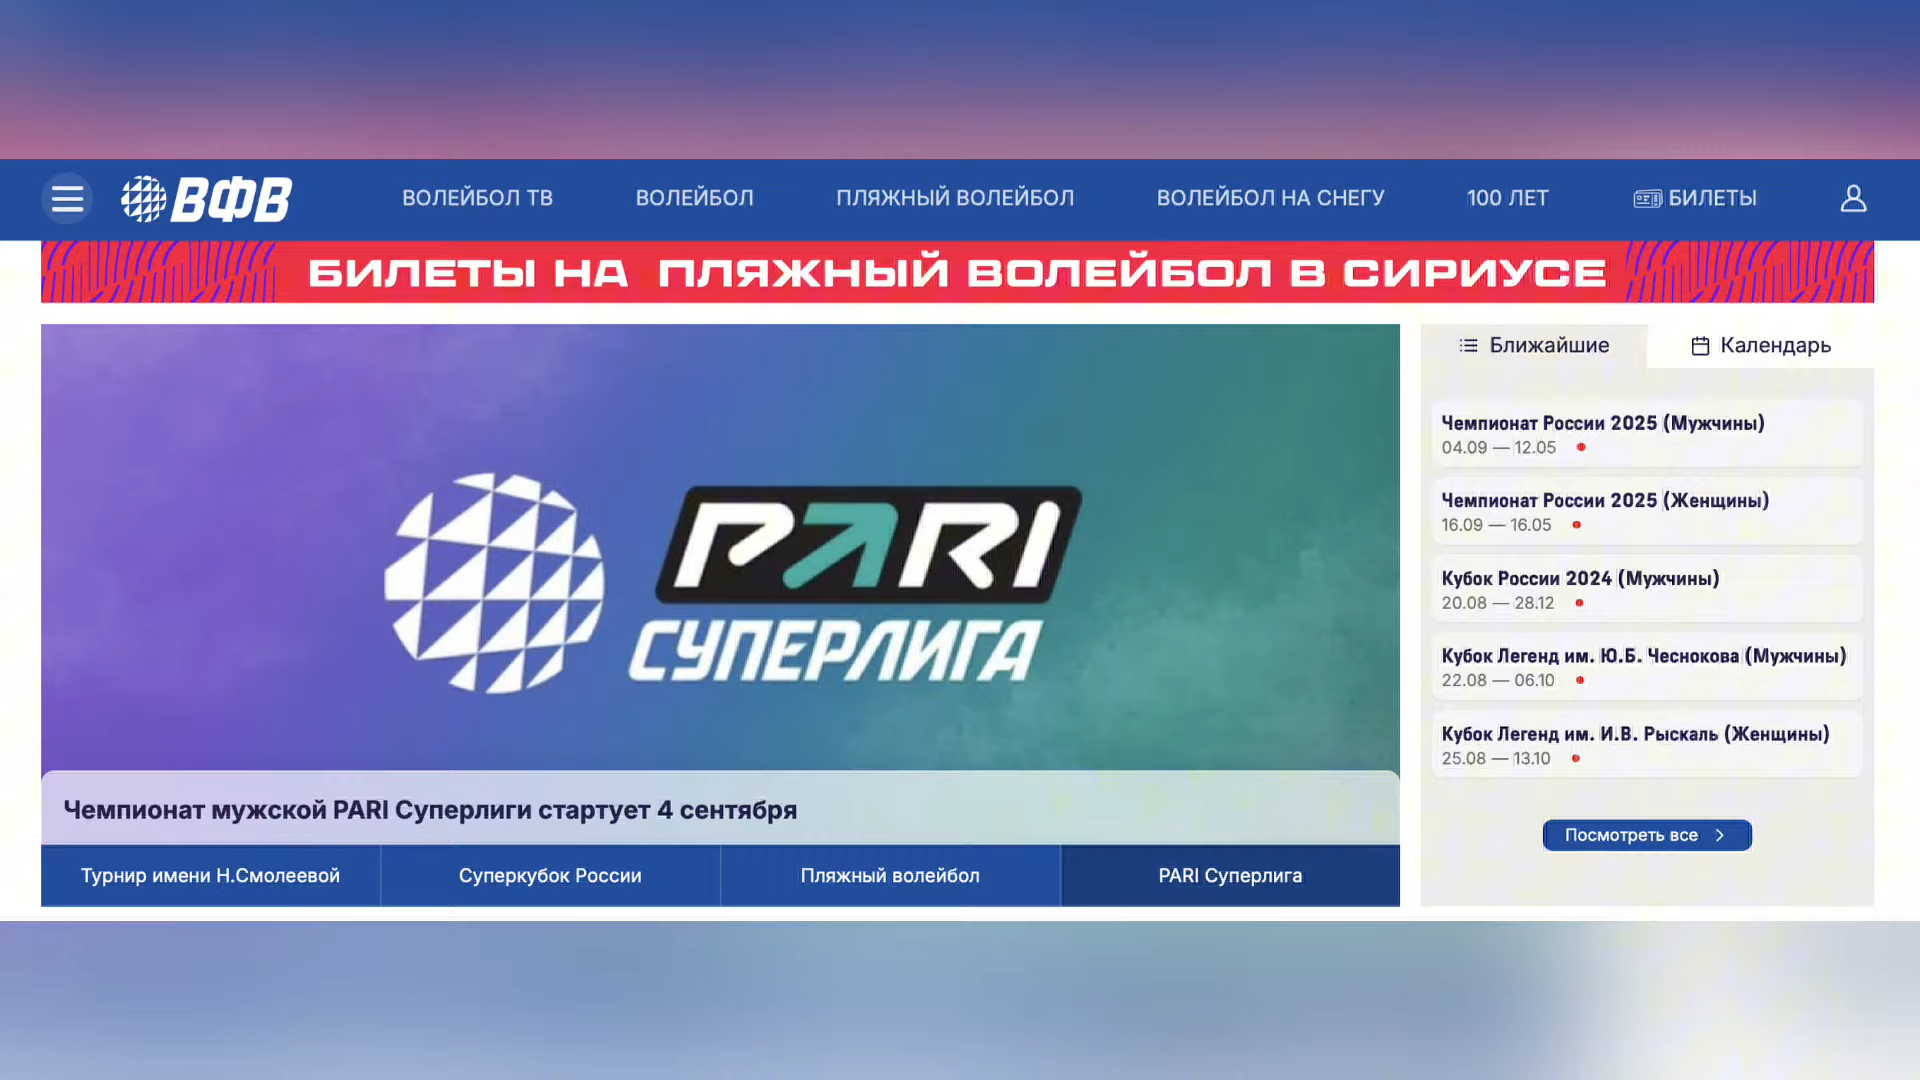 ВФВ
ВОЛЕЙБОЛ ТВ
ВОЛЕЙБОЛ
ПЛЯЖНЫЙ ВОЛЕЙБОЛ
ВОЛЕЙБОЛ НА СНЕГУ
100 ЛЕТ
БИЛЕТЫ
БИЛЕТЫ НА ПЛЯЖНЫЙ ВОЛЕЙБОЛ В СИРИУСЕ
PARI
СУПЕРЛИГА
Чемпионат мужской PARI Суперлиги стартует 4 сентября
Турнир имени Н.Смолеевой
Суперкубок России
Пляжный волейбол
PARI Суперлига
Ближайшие
Календарь
Чемпионат России 2025 (Мужчины)
04.09 — 12.05
Чемпионат России 2025 (Женщины)
16.09 — 16.05
Кубок России 2024 (Мужчины)
20.08 — 28.12
Кубок Легенд им. Ю.Б. Чеснокова (Мужчины)
22.08 — 06.10
Кубок Легенд им. И.В. Рыскаль (Женщины)
25.08 — 13.10
Посмотреть все